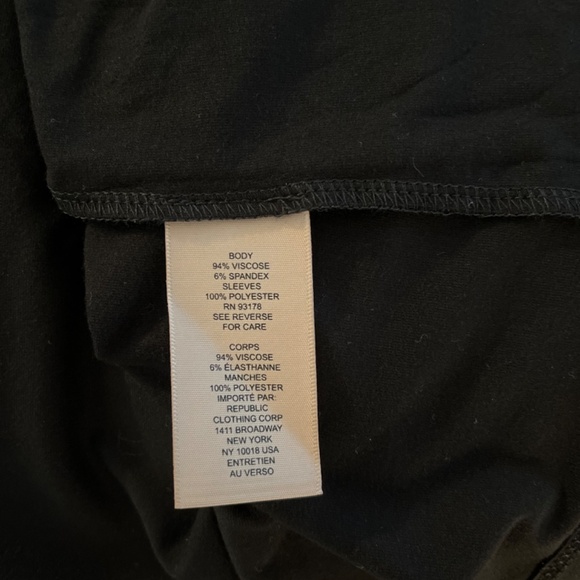 BODY
94% VISCOSE
6% SPANDEX
SLEEVES
100% POLYESTER
RN 93178
SEE REVERSE
FOR CARE
CORPS
94% VISCOSE
6% ÉLASTHANNE
MANCHES
100% POLYESTER
IMPORTÉ PAR:
REPUBLIC
CLOTHING CORP
1411 BROADWAY
NEW YORK
NY 10018 USA
ENTRETIEN
AU VERSO